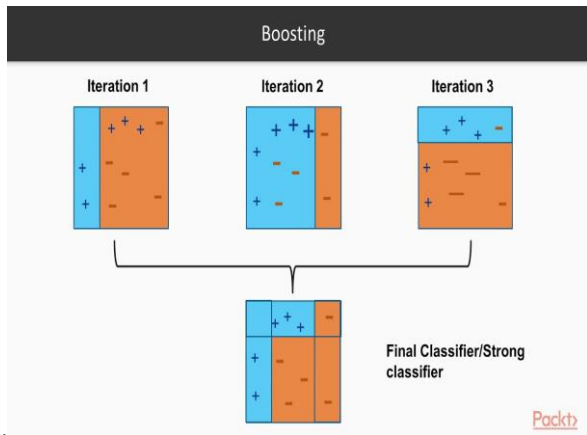 Boosting
Iteration 1
Iteration 2
Iteration 3
Final Classifier/Strong
classifier
Packt>